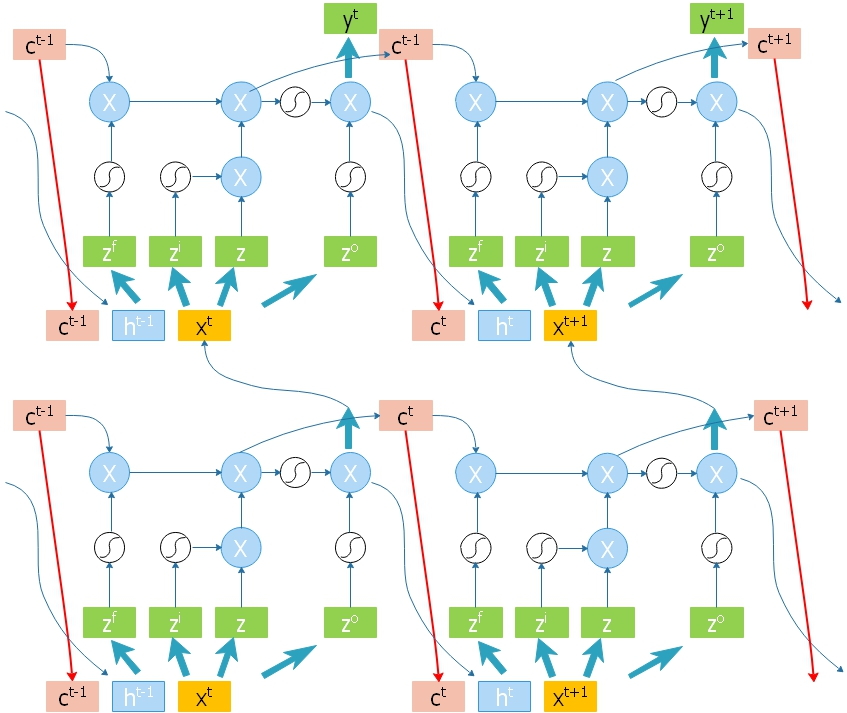 y^t y^t+1
c^t-1 c^t-1 c^t+1
X X X X X X
X X
z^f z^i z z^o z^f z^i z z^o
c^t-1 h^t-1 x^t c^t h^t x^t+1
c^t-1 c^t c^t+1
X X X X X X
X X
z^f z^i z z^o z^f z^i z z^o
c^t-1 h^t-1 x^t c^t h^t x^t+1